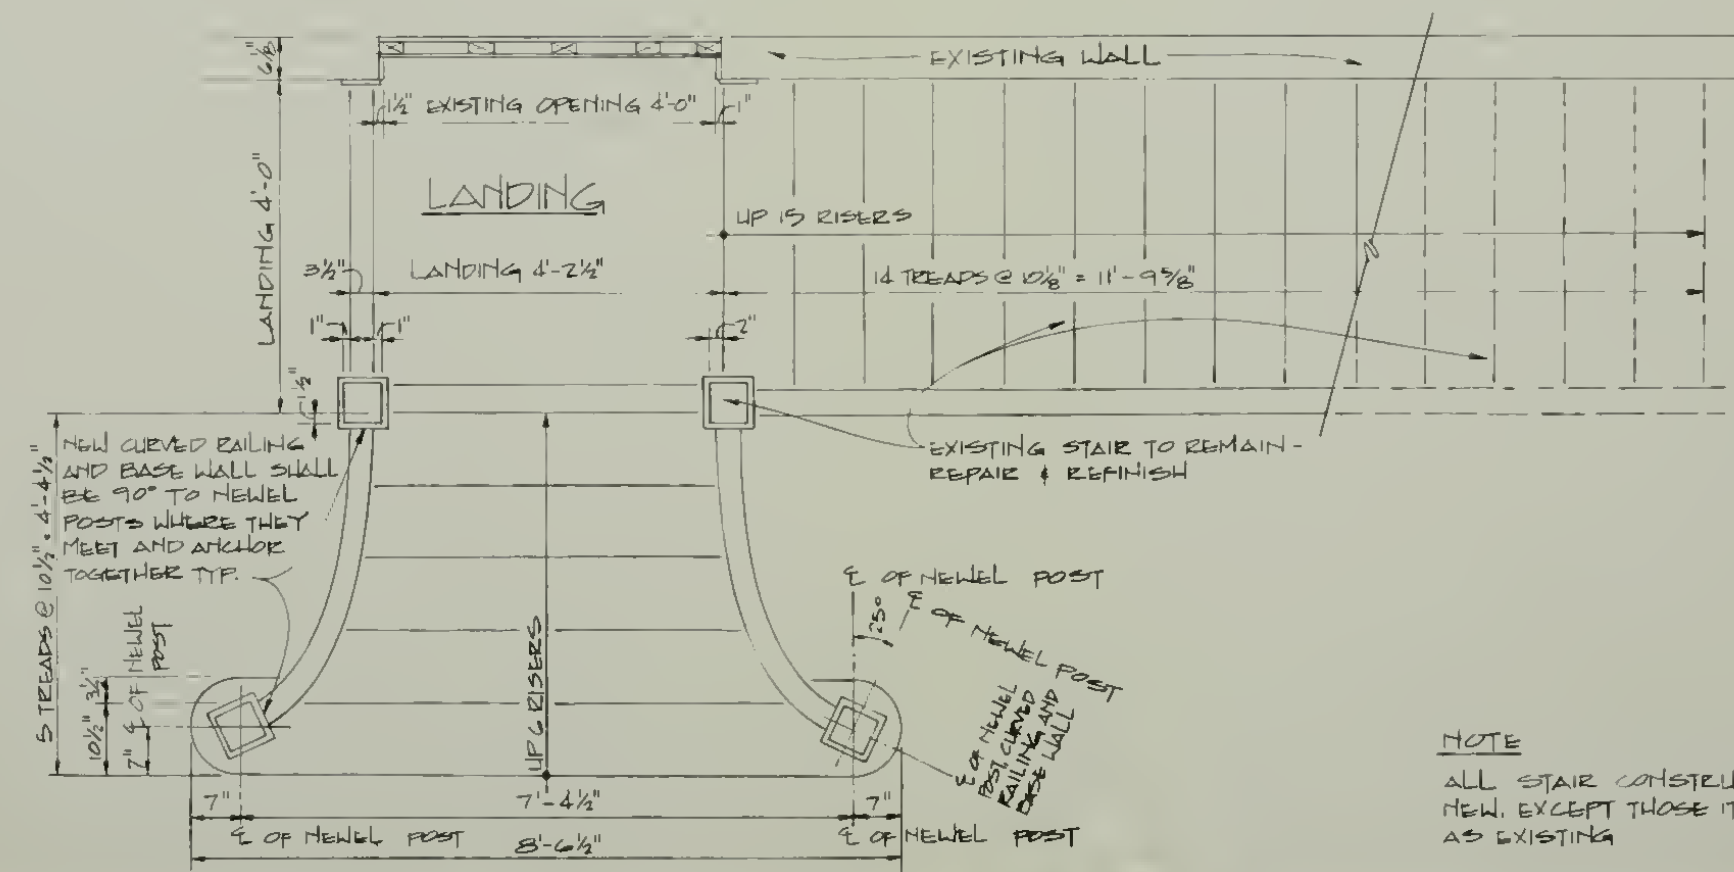 6 1/8"
EXISTING WALL
1½" EXISTING OPENING 4'-0"
1"
LANDING 4'-0"
LANDING
UP 15 RISERS
3½"
LANDING 4'-2½"
14 TREADS @ 10⅛" = 11'-9⅝"
1"
1"
2"
1½"
NEW CURVED RAILING
AND BASE WALL SHALL
BE 90° TO NEWEL
POSTS WHERE THEY
MEET AND ANCHOR
TOGETHER TYP.
EXISTING STAIR TO REMAIN -
REPAIR & REFINISH
5 TREADS @ 10½" = 4'-4½"
℄ OF NEWEL
POST
3½"
10½"
7"
UP 6 RISERS
℄ OF NEWEL POST
25°
℄ OF NEWEL POST
℄ OF NEWEL
POST, CURVED
RAILING AND
BASE WALL
7"
7'-4½"
7"
℄ OF NEWEL POST
℄ OF NEWEL POST
8'-6½"
NOTE
ALL STAIR CONSTRU
NEW. EXCEPT THOSE IT
AS EXISTING